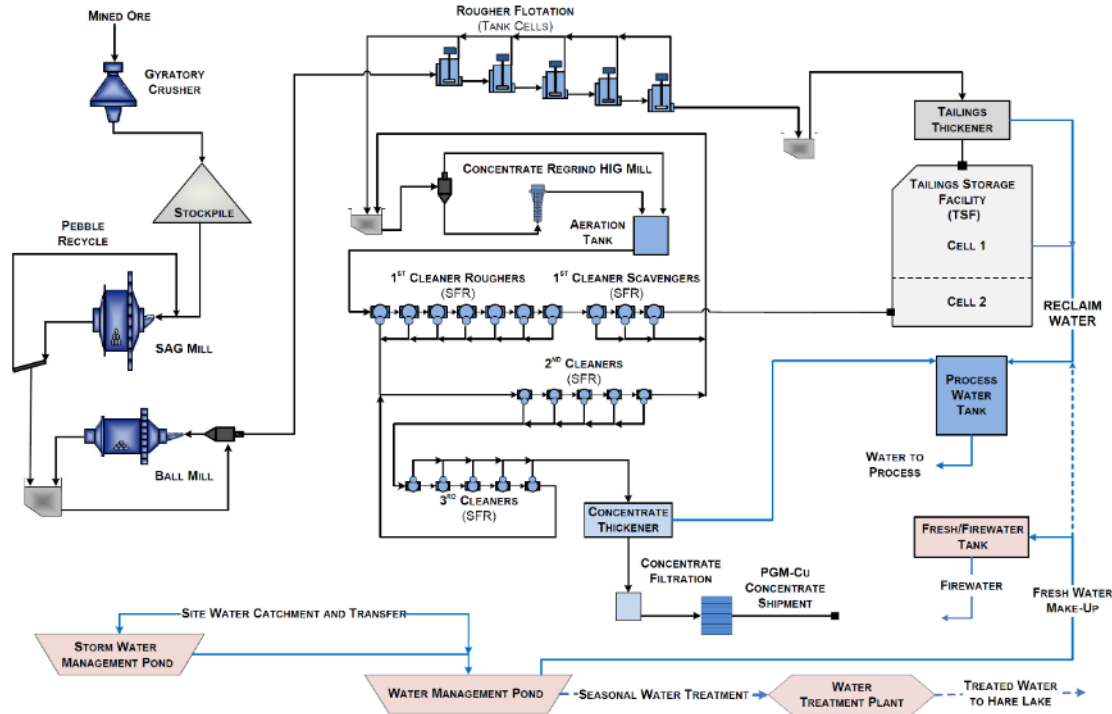 MINED ORE
GYRATORY
CRUSHER
STOCKPILE
PEBBLE
RECYCLE
SAG MILL
BALL MILL
ROUGHER FLOTATION
(TANK CELLS)
CONCENTRATE REGRIND HIG MILL
AERATION
TANK
1ST CLEANER ROUGHERS
(SFR)
1ST CLEANER SCAVENGERS
(SFR)
2ND CLEANERS
(SFR)
3RD CLEANERS
(SFR)
TAILINGS
THICKENER
TAILINGS STORAGE
FACILITY
(TSF)
CELL 1
CELL 2
RECLAIM
WATER
PROCESS
WATER
TANK
WATER TO
PROCESS
CONCENTRATE
THICKENER
CONCENTRATE
FILTRATION
PGM-CU
CONCENTRATE
SHIPMENT
FRESH/FIREWATER
TANK
FIREWATER
FRESH WATER
MAKE-UP
SITE WATER CATCHMENT AND TRANSFER
STORM WATER
MANAGEMENT POND
WATER MANAGEMENT POND
SEASONAL WATER TREATMENT
WATER
TREATMENT PLANT
TREATED WATER
TO HARE LAKE